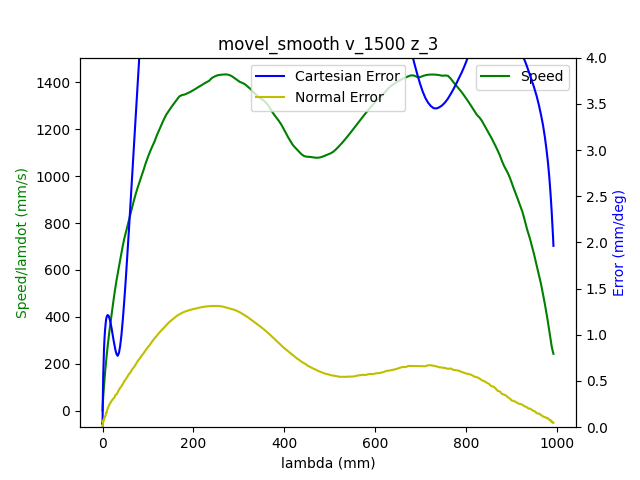 movel_smooth v_1500 z_3
Cartesian Error
Normal Error
Speed
Speed/lamdot (mm/s)
1400
1200
1000
800
600
400
200
0
4.0
3.5
3.0
2.5
2.0
1.5
1.0
0.5
0.0
Error (mm/deg)
0 200 400 600 800 1000
lambda (mm)